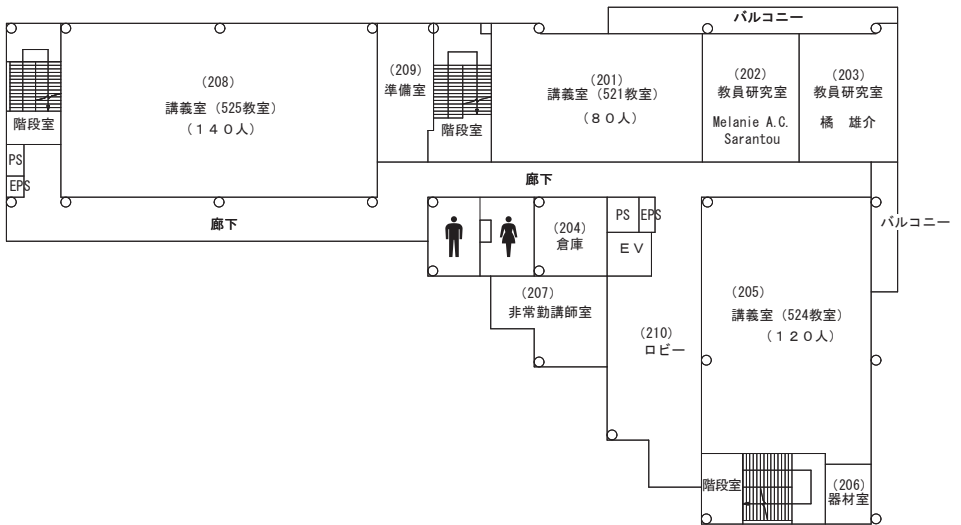 バルコニー
(208)
講義室(525教室)
(140人)
(209)
準備室
(201)
講義室(521教室)
(80人)
(202)
教員研究室
Melanie A.C.
Sarantou
(203)
教員研究室
橘 雄介
階段室
階段室
PS
EPS
廊下
廊下
バルコニー
(204)
倉庫
PS
EPS
EV
(207)
非常勤講師室
(205)
講義室(524教室)
(120人)
(210)
ロビー
階段室
(206)
器材室